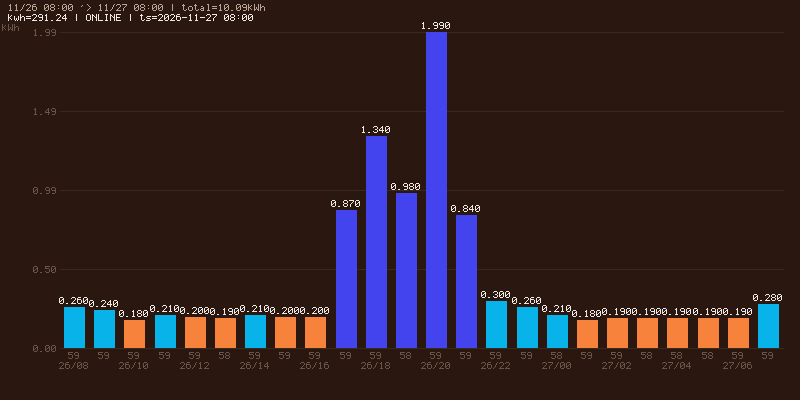 11/26 08:00 -> 11/27 08:00 | total=10.09KWh
Kwh=291.24 | ONLINE | ts=2026-11-27 08:00
KWh
1.99
1.49
0.99
0.50
0.00
0.260 0.240 0.180 0.210 0.200 0.190 0.210 0.200 0.200 0.870 1.340 0.980 1.990 0.840 0.300 0.260 0.210 0.180 0.190 0.190 0.190 0.190 0.190 0.280
59 59 59 59 59 58 59 59 59 59 59 58 59 59 59 59 58 59 59 58 58 59 59 59
26/08 26/10 26/12 26/14 26/16 26/18 26/20 26/22 27/00 27/02 27/04 27/06